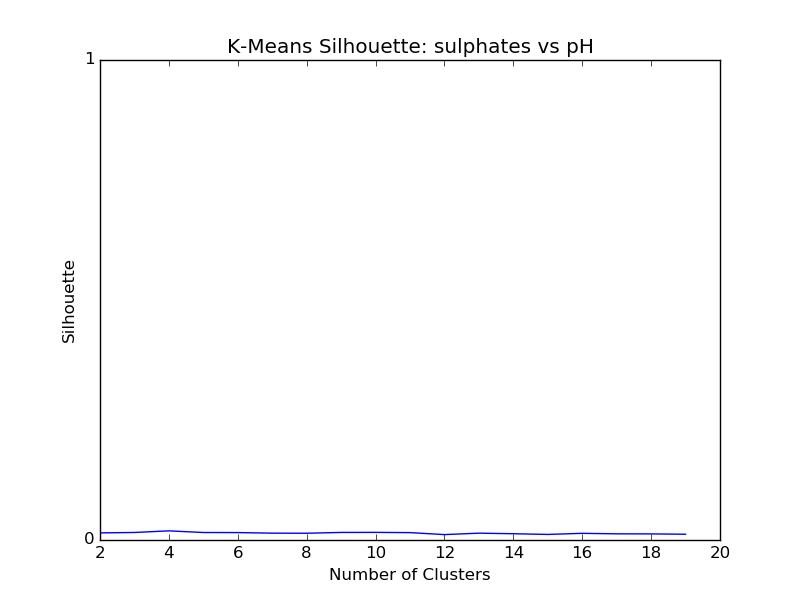 K-Means Silhouette: sulphates vs pH
1
Silhouette
0
2 4 6 8 10 12 14 16 18 20
Number of Clusters